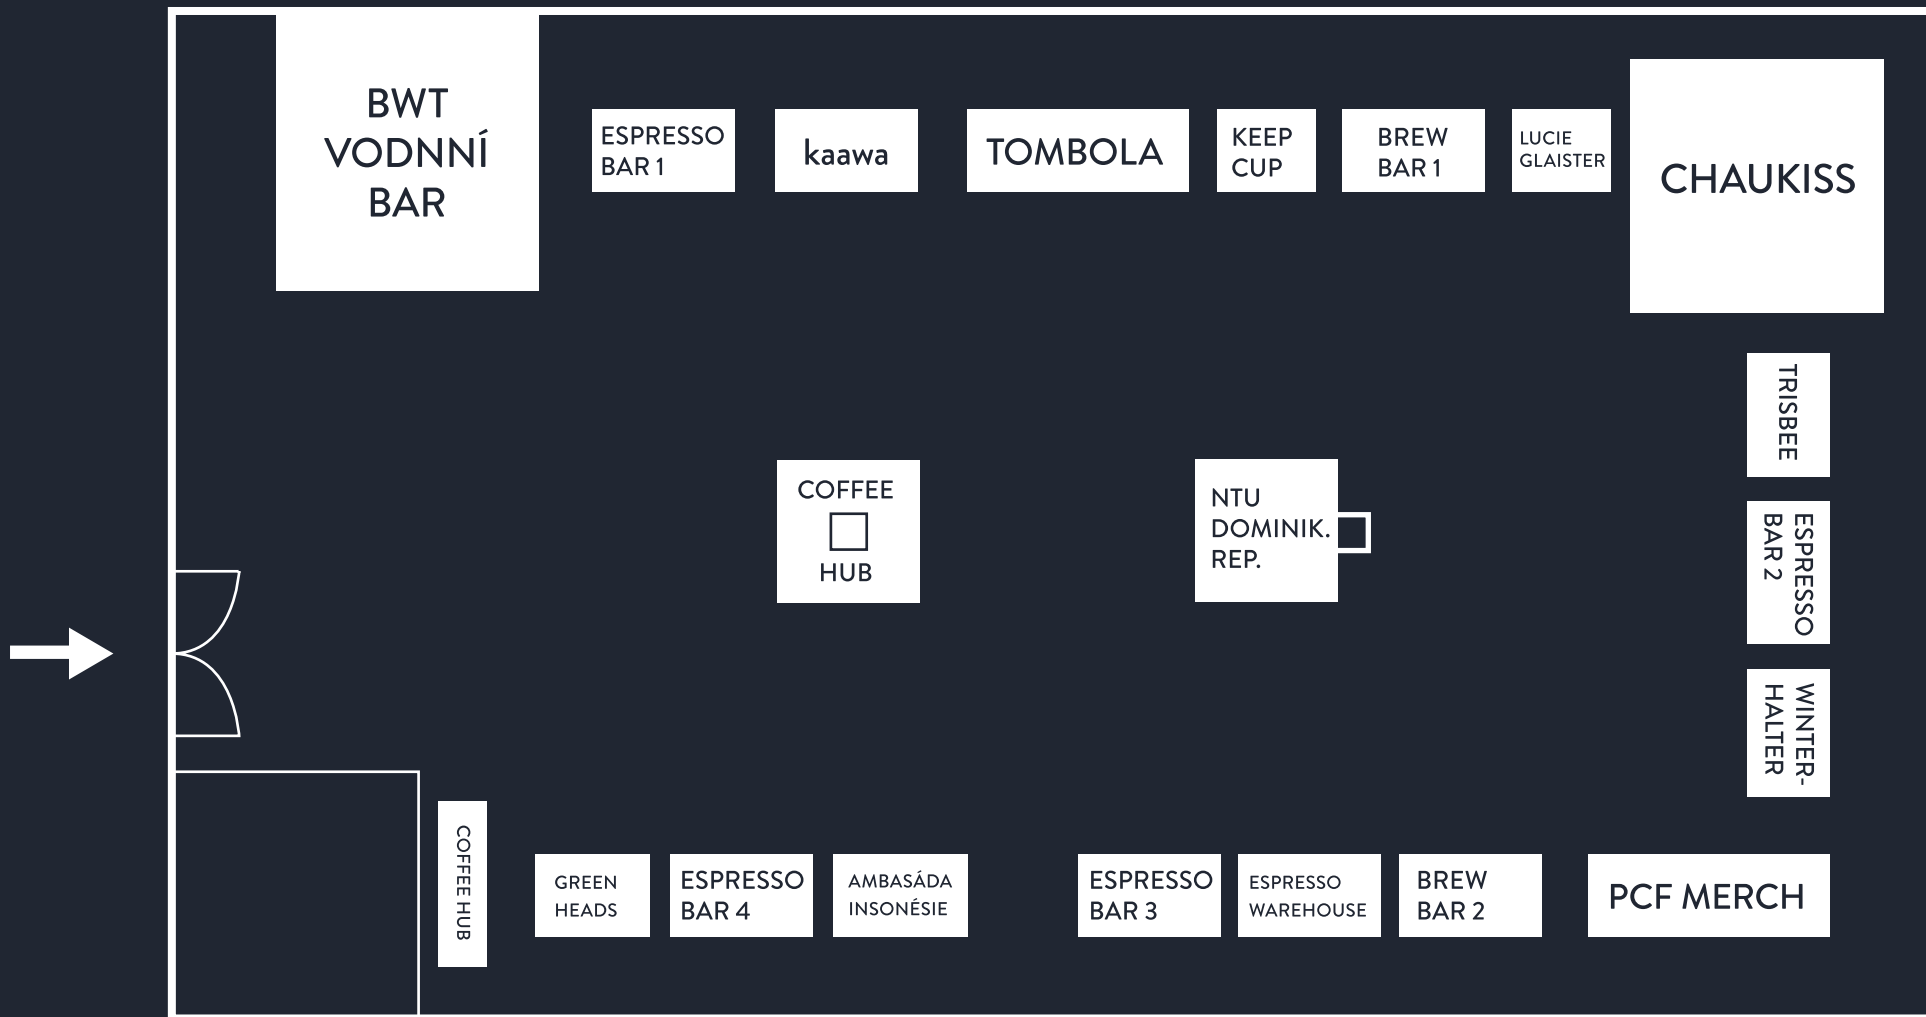 BWT
VODNNÍ
BAR
ESPRESSO
BAR 1
kaawa
TOMBOLA
KEEP
CUP
BREW
BAR 1
LUCIE
GLAISTER
CHAUKISS
TRISBEE
COFFEE
HUB
NTU
DOMINIK.
REP.
ESPRESSO
BAR 2
WINTER-
HALTER
COFFEE HUB
GREEN
HEADS
ESPRESSO
BAR 4
AMBASÁDA
INSONÉSIE
ESPRESSO
BAR 3
ESPRESSO
WAREHOUSE
BREW
BAR 2
PCF MERCH